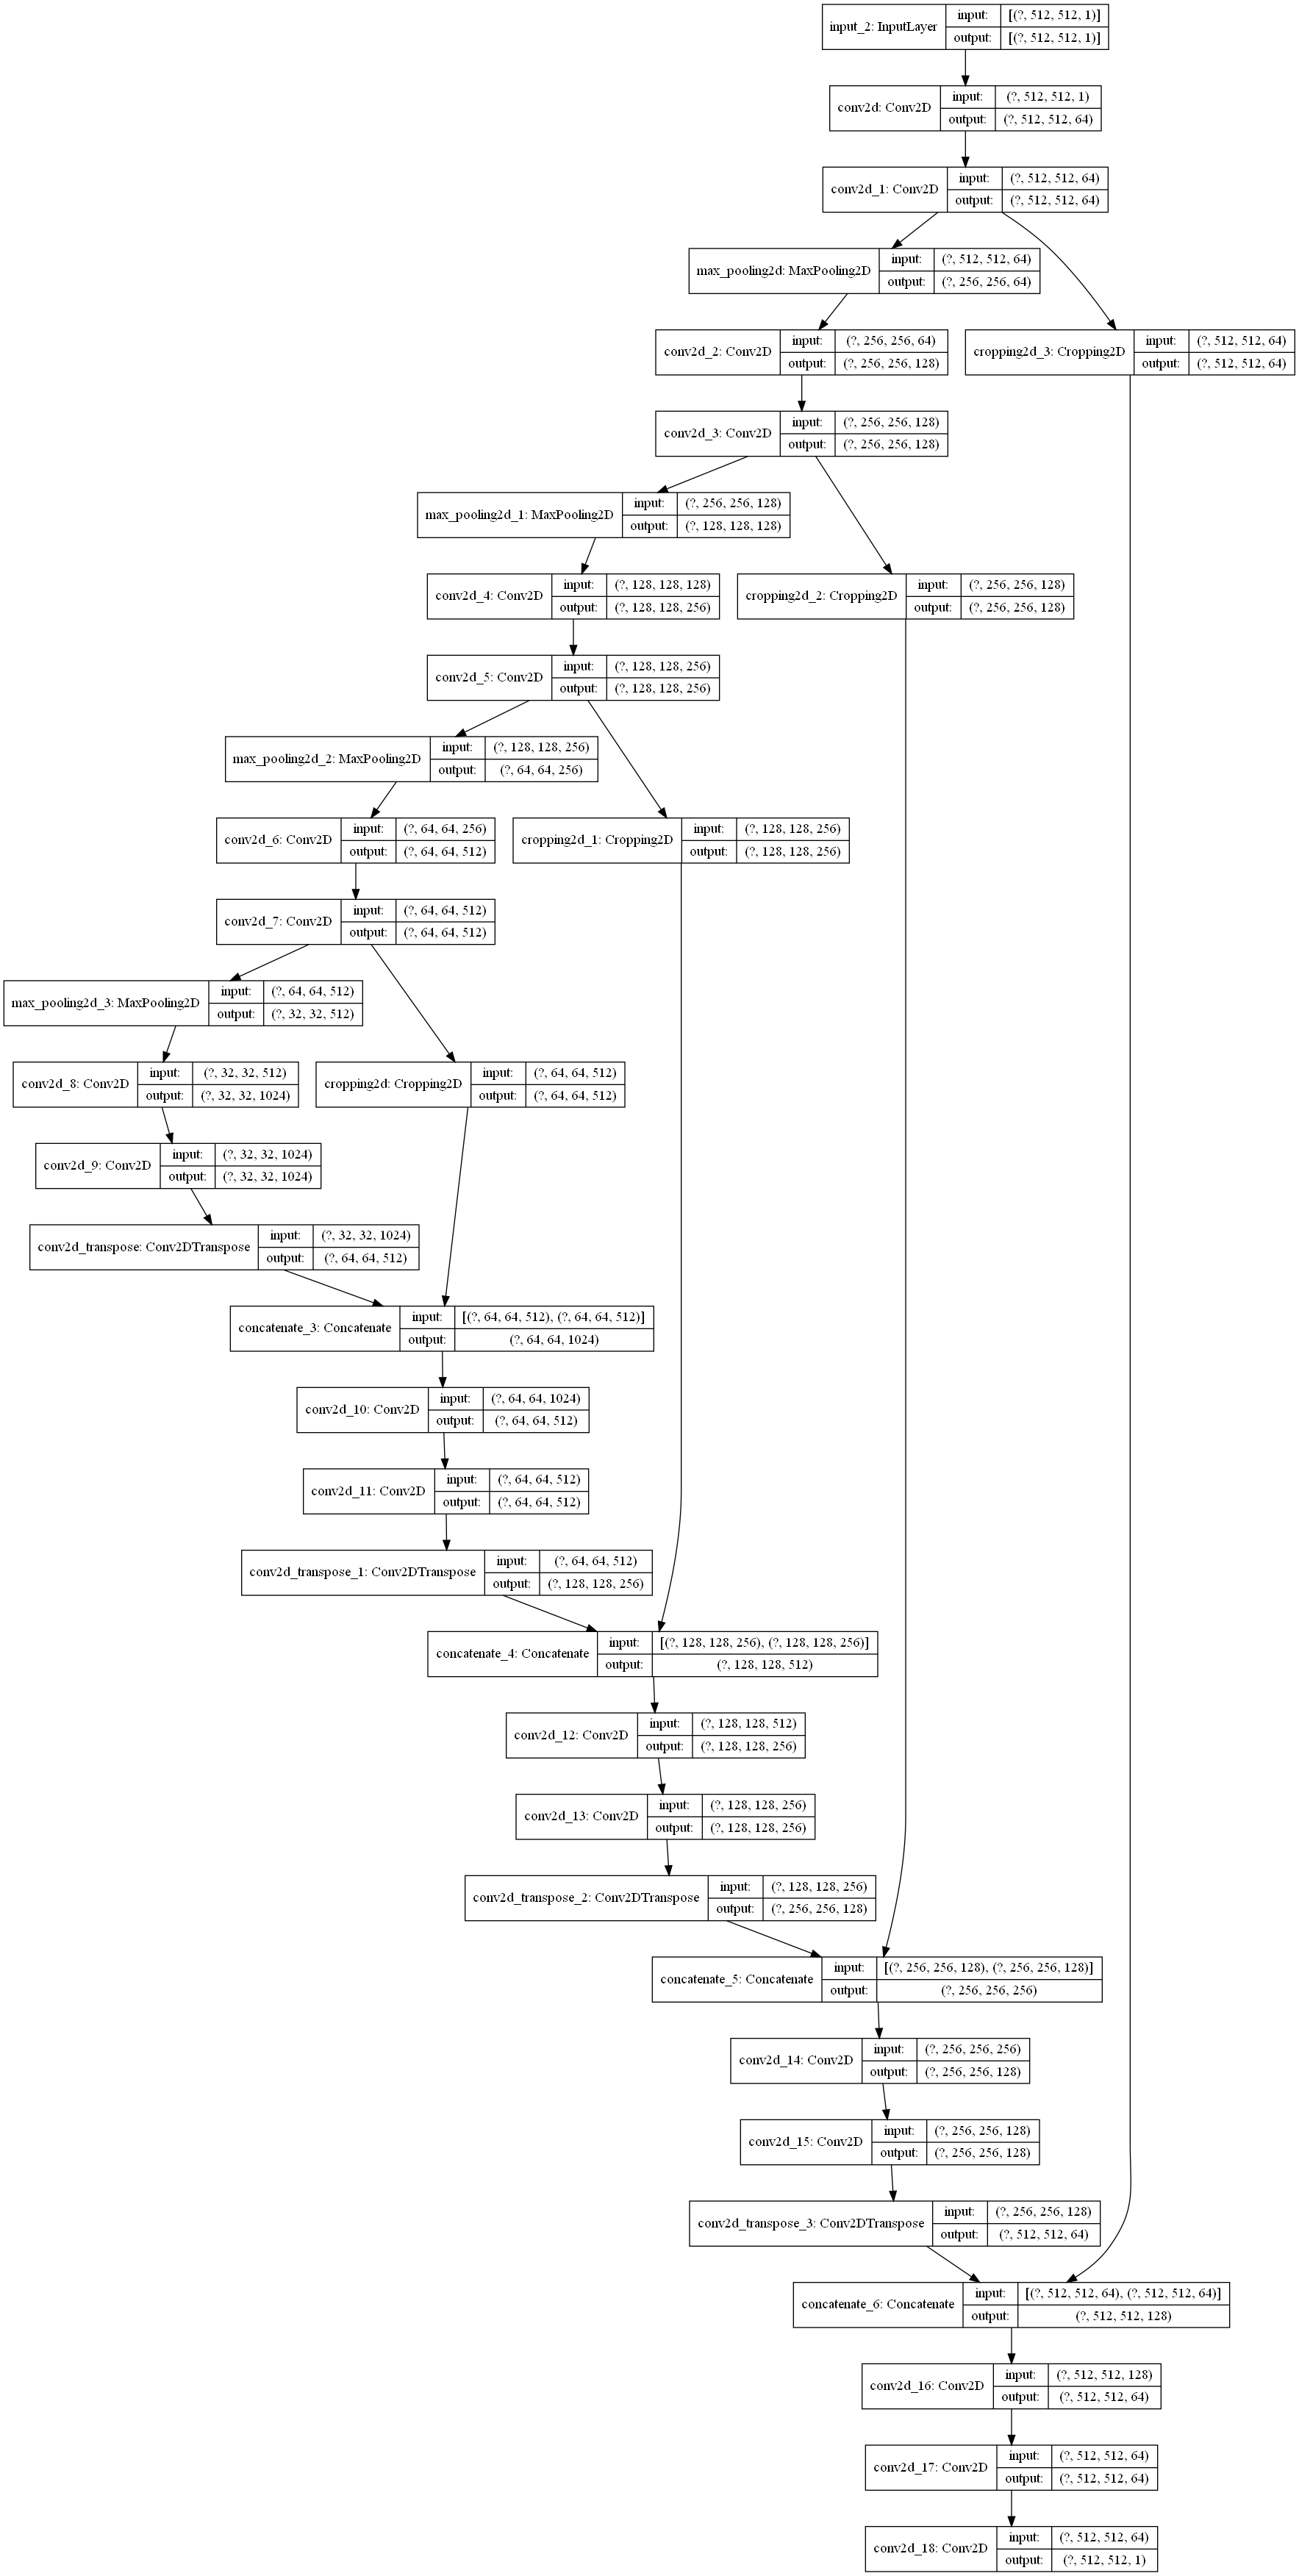 input_2: InputLayer
input: [(?, 512, 512, 1)]
output: [(?, 512, 512, 1)]
conv2d: Conv2D
input: (?, 512, 512, 1)
output: (?, 512, 512, 64)
conv2d_1: Conv2D
input: (?, 512, 512, 64)
output: (?, 512, 512, 64)
max_pooling2d: MaxPooling2D
input: (?, 512, 512, 64)
output: (?, 256, 256, 64)
conv2d_2: Conv2D
input: (?, 256, 256, 64)
output: (?, 256, 256, 128)
cropping2d_3: Cropping2D
input: (?, 512, 512, 64)
output: (?, 512, 512, 64)
conv2d_3: Conv2D
input: (?, 256, 256, 128)
output: (?, 256, 256, 128)
max_pooling2d_1: MaxPooling2D
input: (?, 256, 256, 128)
output: (?, 128, 128, 128)
conv2d_4: Conv2D
input: (?, 128, 128, 128)
output: (?, 128, 128, 256)
cropping2d_2: Cropping2D
input: (?, 256, 256, 128)
output: (?, 256, 256, 128)
conv2d_5: Conv2D
input: (?, 128, 128, 256)
output: (?, 128, 128, 256)
max_pooling2d_2: MaxPooling2D
input: (?, 128, 128, 256)
output: (?, 64, 64, 256)
conv2d_6: Conv2D
input: (?, 64, 64, 256)
output: (?, 64, 64, 512)
cropping2d_1: Cropping2D
input: (?, 128, 128, 256)
output: (?, 128, 128, 256)
conv2d_7: Conv2D
input: (?, 64, 64, 512)
output: (?, 64, 64, 512)
max_pooling2d_3: MaxPooling2D
input: (?, 64, 64, 512)
output: (?, 32, 32, 512)
conv2d_8: Conv2D
input: (?, 32, 32, 512)
output: (?, 32, 32, 1024)
cropping2d: Cropping2D
input: (?, 64, 64, 512)
output: (?, 64, 64, 512)
conv2d_9: Conv2D
input: (?, 32, 32, 1024)
output: (?, 32, 32, 1024)
conv2d_transpose: Conv2DTranspose
input: (?, 32, 32, 1024)
output: (?, 64, 64, 512)
concatenate_3: Concatenate
input: [(?, 64, 64, 512), (?, 64, 64, 512)]
output: (?, 64, 64, 1024)
conv2d_10: Conv2D
input: (?, 64, 64, 1024)
output: (?, 64, 64, 512)
conv2d_11: Conv2D
input: (?, 64, 64, 512)
output: (?, 64, 64, 512)
conv2d_transpose_1: Conv2DTranspose
input: (?, 64, 64, 512)
output: (?, 128, 128, 256)
concatenate_4: Concatenate
input: [(?, 128, 128, 256), (?, 128, 128, 256)]
output: (?, 128, 128, 512)
conv2d_12: Conv2D
input: (?, 128, 128, 512)
output: (?, 128, 128, 256)
conv2d_13: Conv2D
input: (?, 128, 128, 256)
output: (?, 128, 128, 256)
conv2d_transpose_2: Conv2DTranspose
input: (?, 128, 128, 256)
output: (?, 256, 256, 128)
concatenate_5: Concatenate
input: [(?, 256, 256, 128), (?, 256, 256, 128)]
output: (?, 256, 256, 256)
conv2d_14: Conv2D
input: (?, 256, 256, 256)
output: (?, 256, 256, 128)
conv2d_15: Conv2D
input: (?, 256, 256, 128)
output: (?, 256, 256, 128)
conv2d_transpose_3: Conv2DTranspose
input: (?, 256, 256, 128)
output: (?, 512, 512, 64)
concatenate_6: Concatenate
input: [(?, 512, 512, 64), (?, 512, 512, 64)]
output: (?, 512, 512, 128)
conv2d_16: Conv2D
input: (?, 512, 512, 128)
output: (?, 512, 512, 64)
conv2d_17: Conv2D
input: (?, 512, 512, 64)
output: (?, 512, 512, 64)
conv2d_18: Conv2D
input: (?, 512, 512, 64)
output: (?, 512, 512, 1)